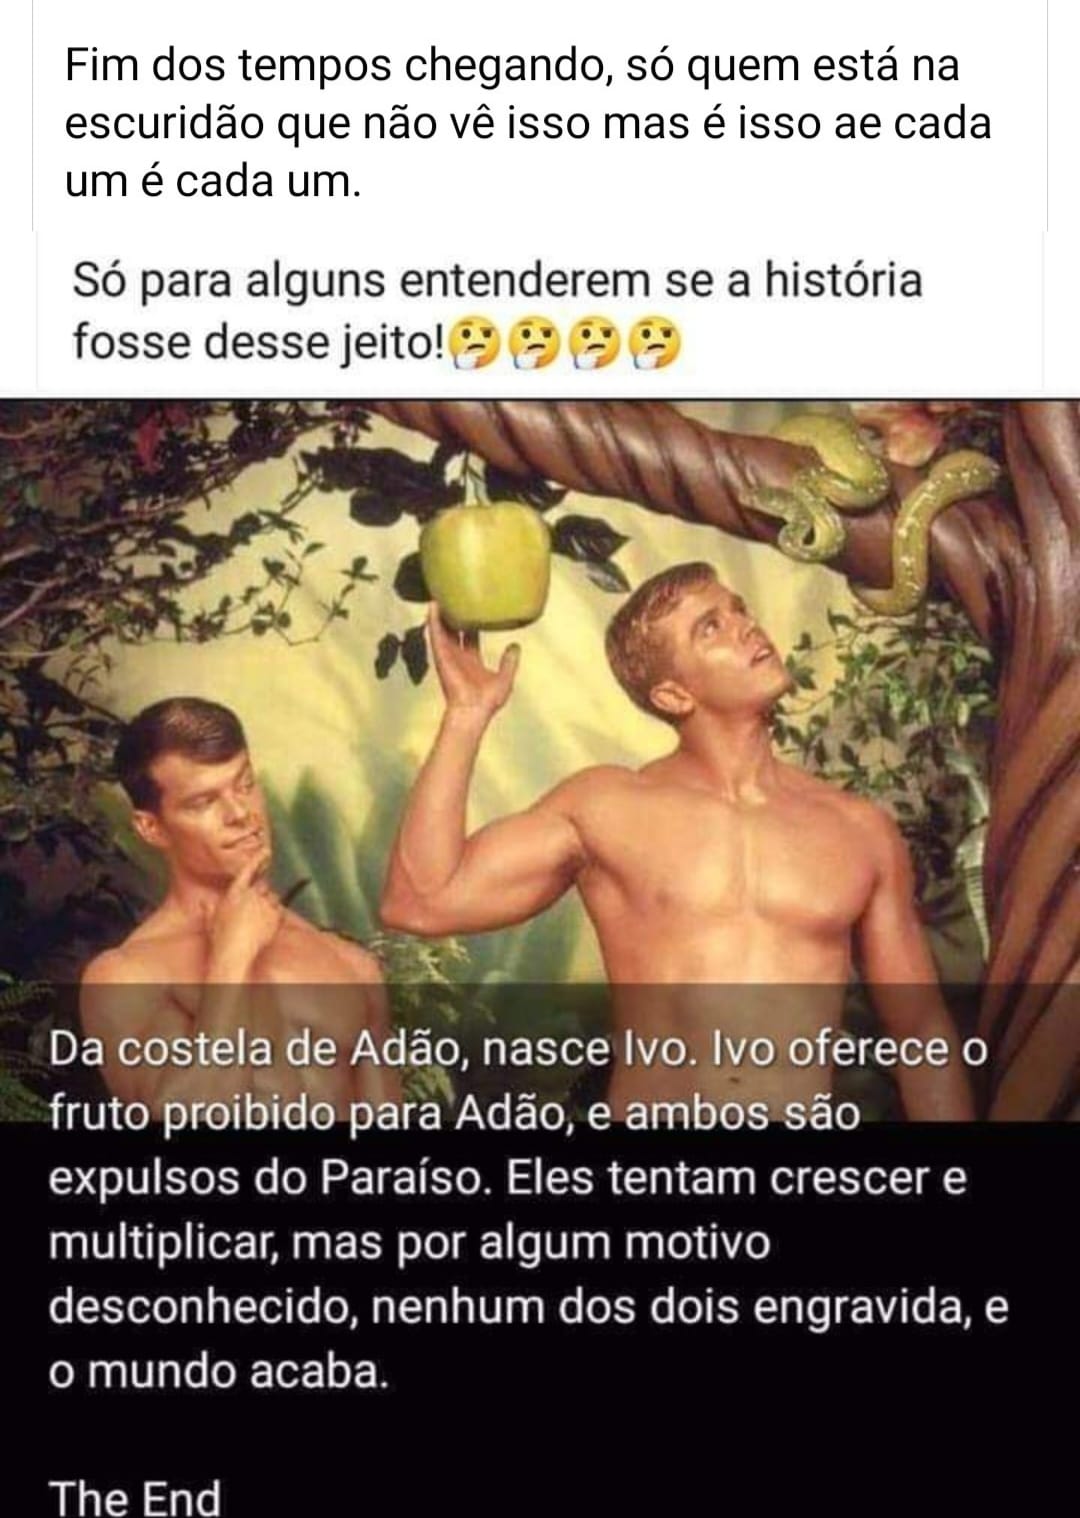 Fim dos tempos chegando, só quem está na
escuridão que não vê isso mas é isso ae cada
um é cada um.
Só para alguns entenderem se a história
fosse desse jeito!🤔🤔🤔🤔
Da costela de Adão, nasce Ivo. Ivo oferece o
fruto proibido para Adão, e ambos são
expulsos do Paraíso. Eles tentam crescer e
multiplicar, mas por algum motivo
desconhecido, nenhum dos dois engravida, e
o mundo acaba.
The End